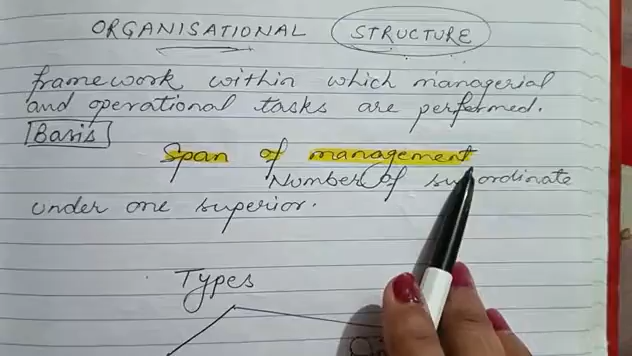 ORGANISATIONAL STRUCTURE
framework within which managerial
and operational tasks are performed.
Basis
Span of management
Number of subordinate
under one superior.
Types